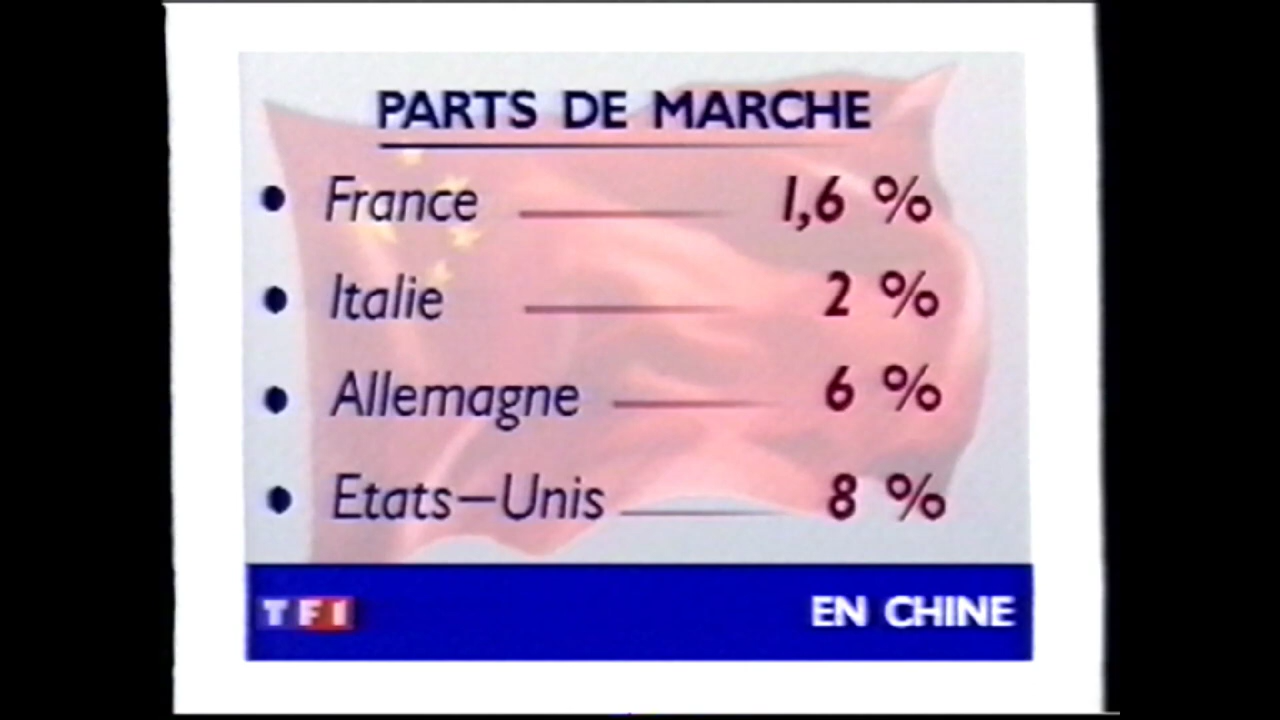 PARTS DE MARCHE
• France 1,6 %
• Italie 2 %
• Allemagne 6 %
• Etats-Unis 8 %
TF1 EN CHINE